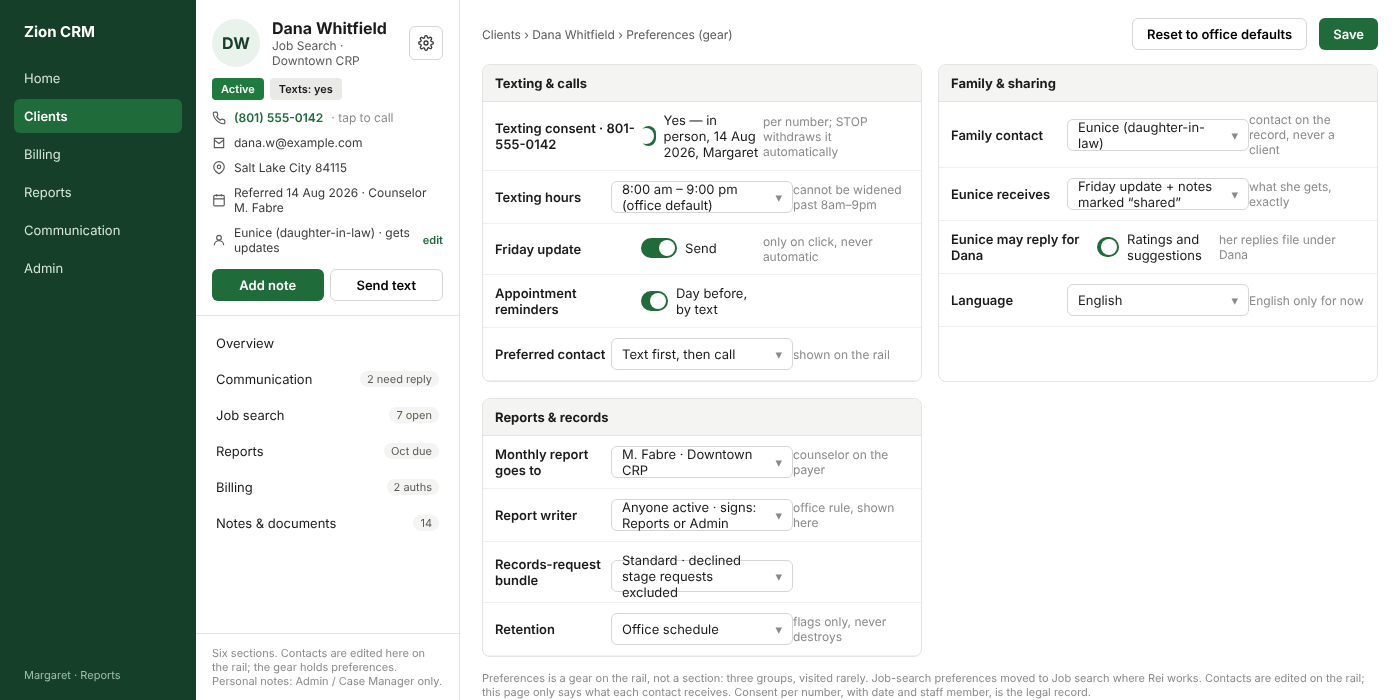 Zion CRM
Home
Clients
Billing
Reports
Communication
Admin
Margaret · Reports
DW
Dana Whitfield
Job Search ·
Downtown CRP
Active
Texts: yes
(801) 555-0142 · tap to call
dana.w@example.com
Salt Lake City 84115
Referred 14 Aug 2026 · Counselor
M. Fabre
Eunice (daughter-in-law) · gets
updates
edit
Add note
Send text
Overview
Communication
2 need reply
Job search
7 open
Reports
Oct due
Billing
2 auths
Notes & documents
14
Six sections. Contacts are edited here on
the rail; the gear holds preferences.
Personal notes: Admin / Case Manager only.
Clients › Dana Whitfield › Preferences (gear)
Reset to office defaults
Save
Texting & calls
Texting consent · 801-
555-0142
Yes — in
person, 14 Aug
2026, Margaret
per number; STOP
withdraws it
automatically
Texting hours
8:00 am – 9:00 pm
(office default)
▾
cannot be widened
past 8am–9pm
Friday update
Send
only on click, never
automatic
Appointment
reminders
Day before,
by text
Preferred contact
Text first, then call
▾
shown on the rail
Family & sharing
Family contact
Eunice (daughter-in-
law)
▾
contact on the
record, never a
client
Eunice receives
Friday update + notes
marked “shared”
▾
what she gets,
exactly
Eunice may reply for
Dana
Ratings and
suggestions
her replies file under
Dana
Language
English
▾
English only for now
Reports & records
Monthly report
goes to
M. Fabre · Downtown
CRP
▾
counselor on the
payer
Report writer
Anyone active · signs:
Reports or Admin
▾
office rule, shown
here
Records-request
bundle
Standard · declined
stage requests
excluded
▾
Retention
Office schedule
▾
flags only, never
destroys
Preferences is a gear on the rail, not a section: three groups, visited rarely. Job-search preferences moved to Job search where Rei works. Contacts are edited on the rail;
this page only says what each contact receives. Consent per number, with date and staff member, is the legal record.